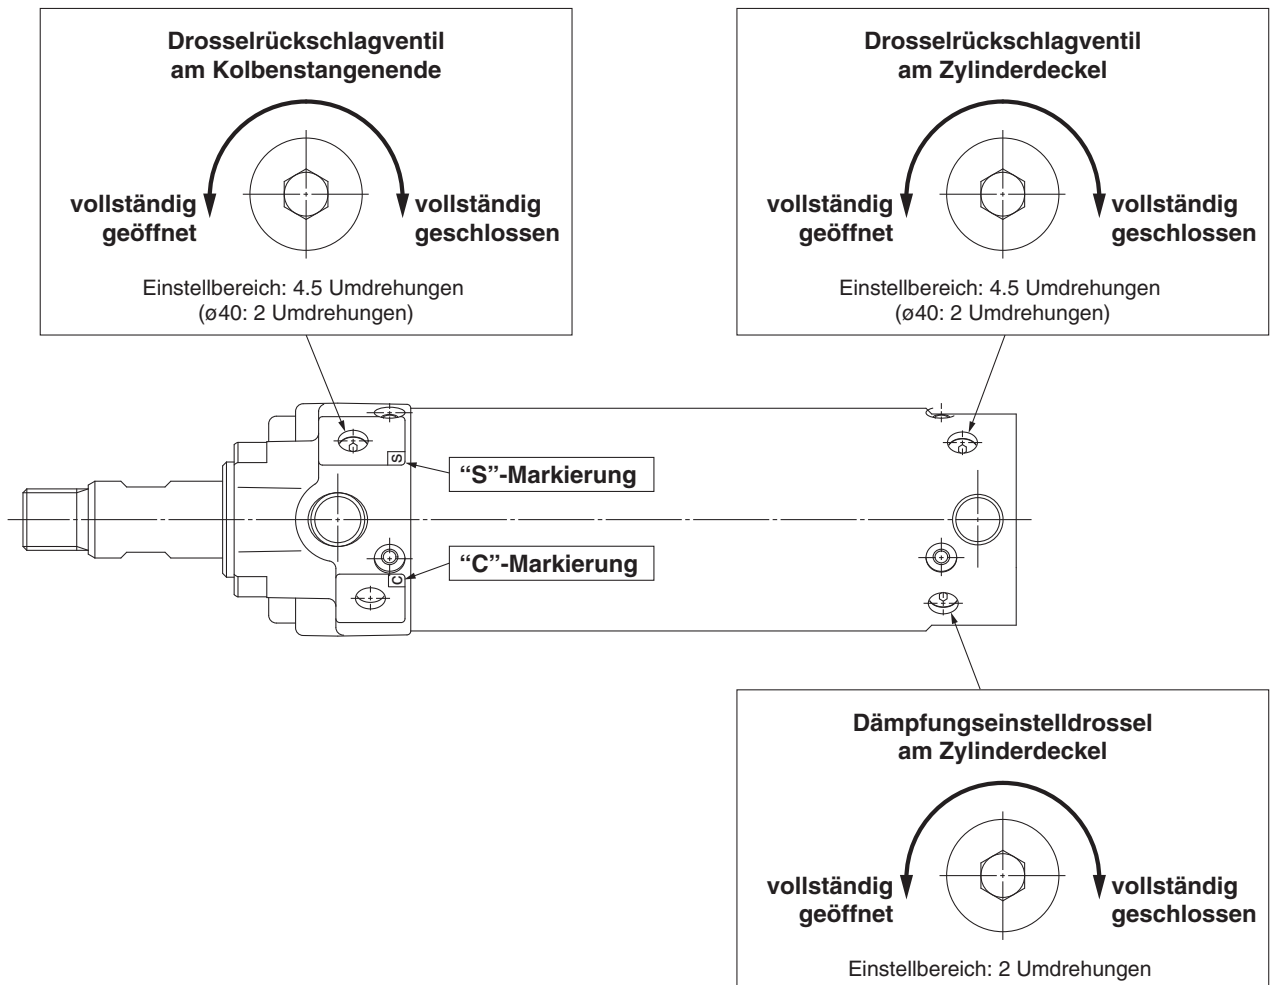 Drosselrückschlagventil
am Kolbenstangenende
vollständig
geöffnet
vollständig
geschlossen
Einstellbereich: 4.5 Umdrehungen
(ø40: 2 Umdrehungen)
Drosselrückschlagventil
am Zylinderdeckel
vollständig
geöffnet
vollständig
geschlossen
Einstellbereich: 4.5 Umdrehungen
(ø40: 2 Umdrehungen)
S
“S”-Markierung
C
“C”-Markierung
Dämpfungseinstelldrossel
am Zylinderdeckel
vollständig
geöffnet
vollständig
geschlossen
Einstellbereich: 2 Umdrehungen